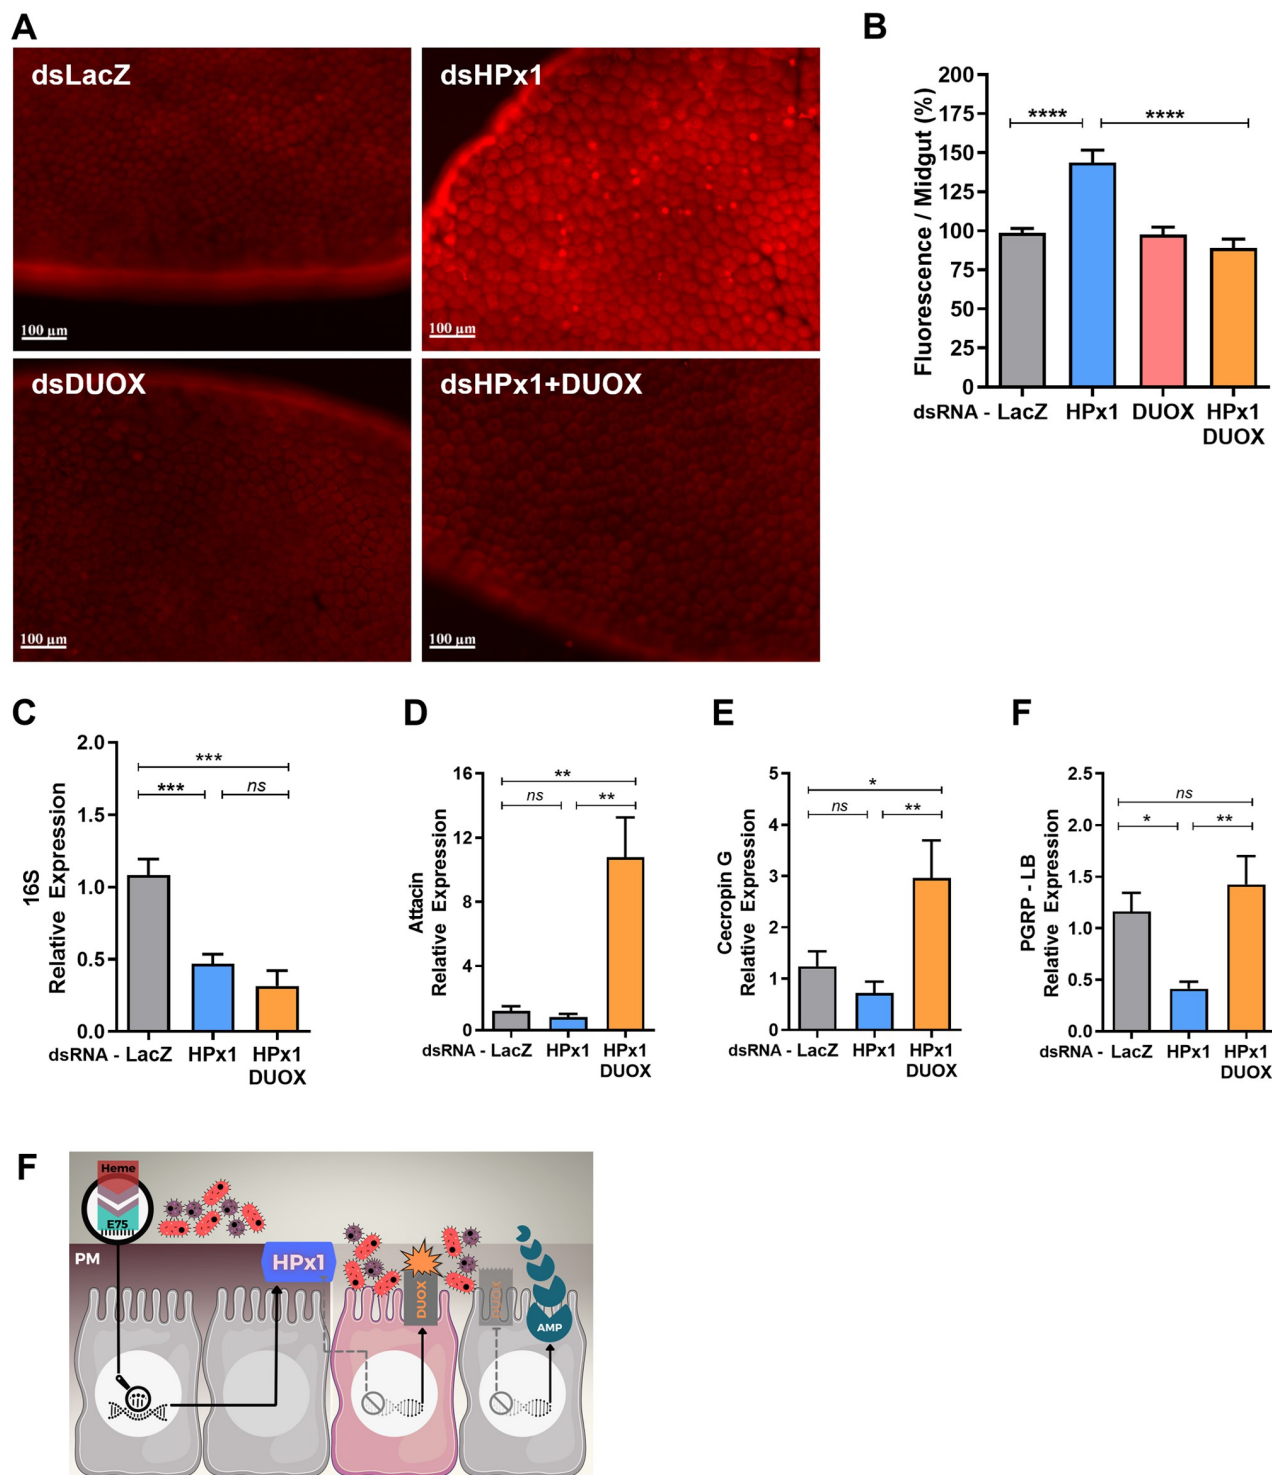 A
dsLacZ
100 µm
dsHPx1
100 µm
dsDUOX
100 µm
dsHPx1+DUOX
100 µm
B
Fluorescence / Midgut (%)
200
175
150
125
100
75
50
25
0
**** ****
dsRNA - LacZ HPx1 DUOX HPx1
DUOX
C
16S
Relative Expression
2.0
1.5
1.0
0.5
0.0
***
*** ns
dsRNA - LacZ HPx1 HPx1
DUOX
D
Attacin
Relative Expression
16
12
8
4
0
**
ns **
dsRNA - LacZ HPx1 HPx1
DUOX
E
Cecropin G
Relative Expression
5
4
3
2
1
0
*
ns **
dsRNA - LacZ HPx1 HPx1
DUOX
F
PGRP - LB
Relative Expression
2.5
2.0
1.5
1.0
0.5
0.0
ns
* **
dsRNA - LacZ HPx1 HPx1
DUOX
F
Heme
E75
PM
HPx1
DUOX
DUOX
AMP